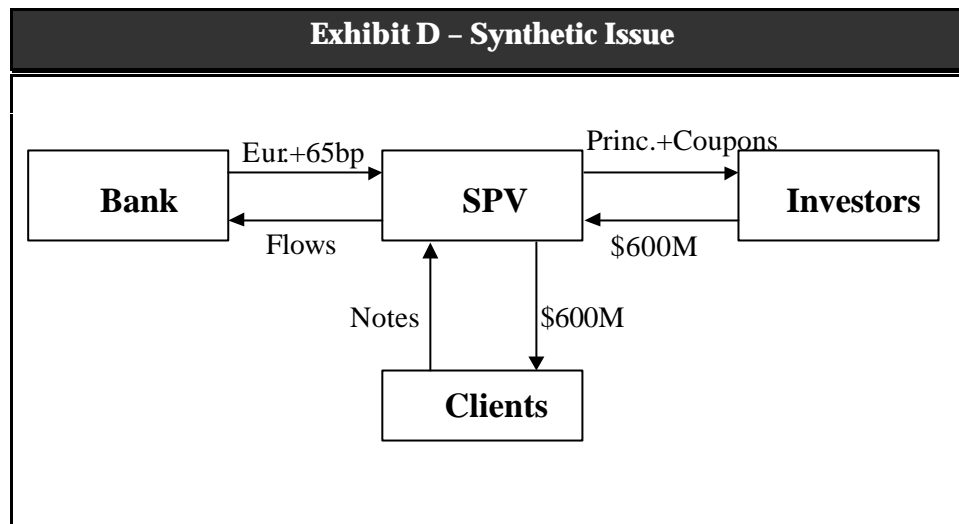 Exhibit D – Synthetic Issue
Eur.+65bp
Princ.+Coupons
Bank
SPV
Investors
Flows
$600M
Notes
$600M
Clients